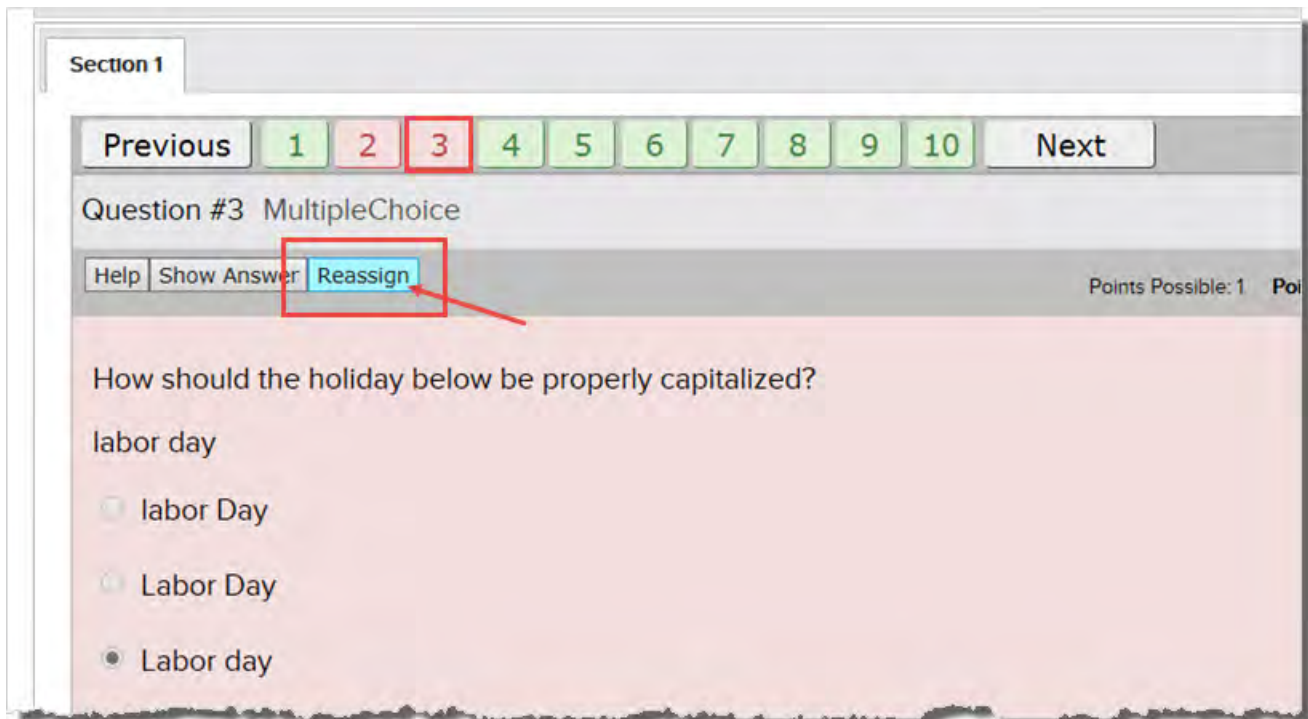 Section 1
Previous 1 2 3 4 5 6 7 8 9 10 Next
Question #3 MultipleChoice
Help Show Answer Reassign
Points Possible: 1 Poi
How should the holiday below be properly capitalized?
labor day
labor Day
Labor Day
Labor day